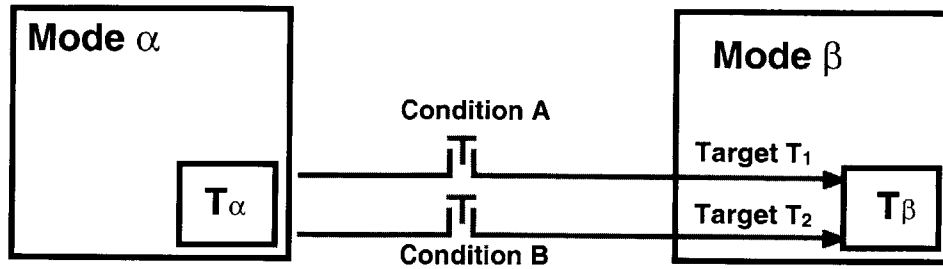 Mode α
Mode β
Condition A
Target T₁
Tα
Tβ
Target T₂
Condition B